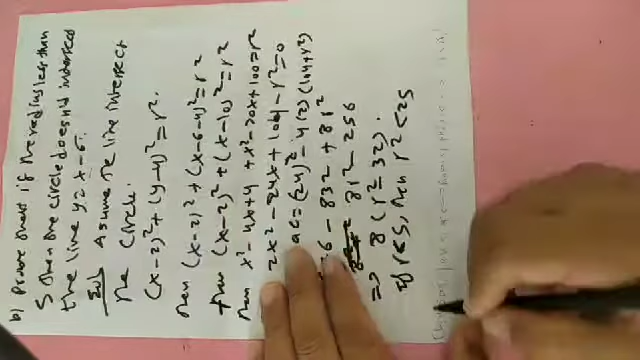 b) Prove that if the radius less than
5 then the circle does not intersect
the line y = x - 6.
Sol Assume the line intersect
the circle.
(x-2)² + (y-4)² = r².
then (x-2)² + (x-6-4)² = r²
then (x-2)² + (x-10)² = r²
then x² - 4x + 4 + x² - 20x + 100 = r²
2x² - 24x + 104 - r² = 0
= (24)² - 4(2)(104
- 832 + 8r²
8r² - 256
=> 8(r² - 32).
If r<5, then r² < 25